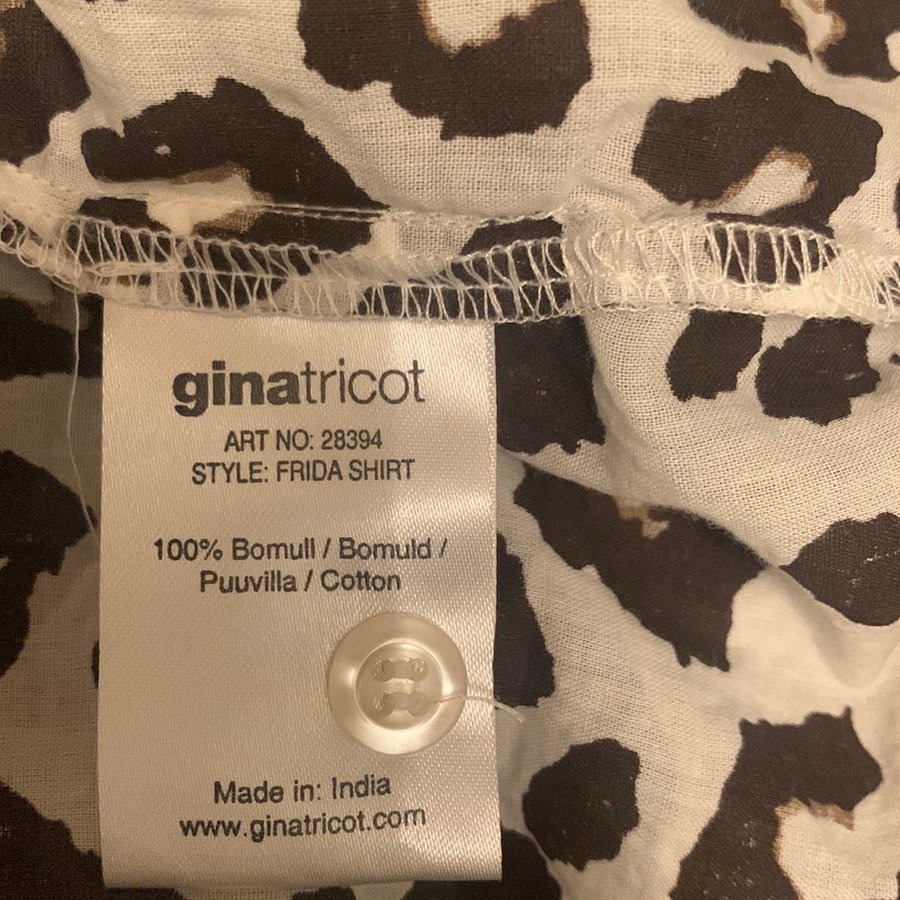 ginatricot
ART NO: 28394
STYLE: FRIDA SHIRT
100% Bomull / Bomuld /
Puuvilla / Cotton
Made in: India
www.ginatricot.com